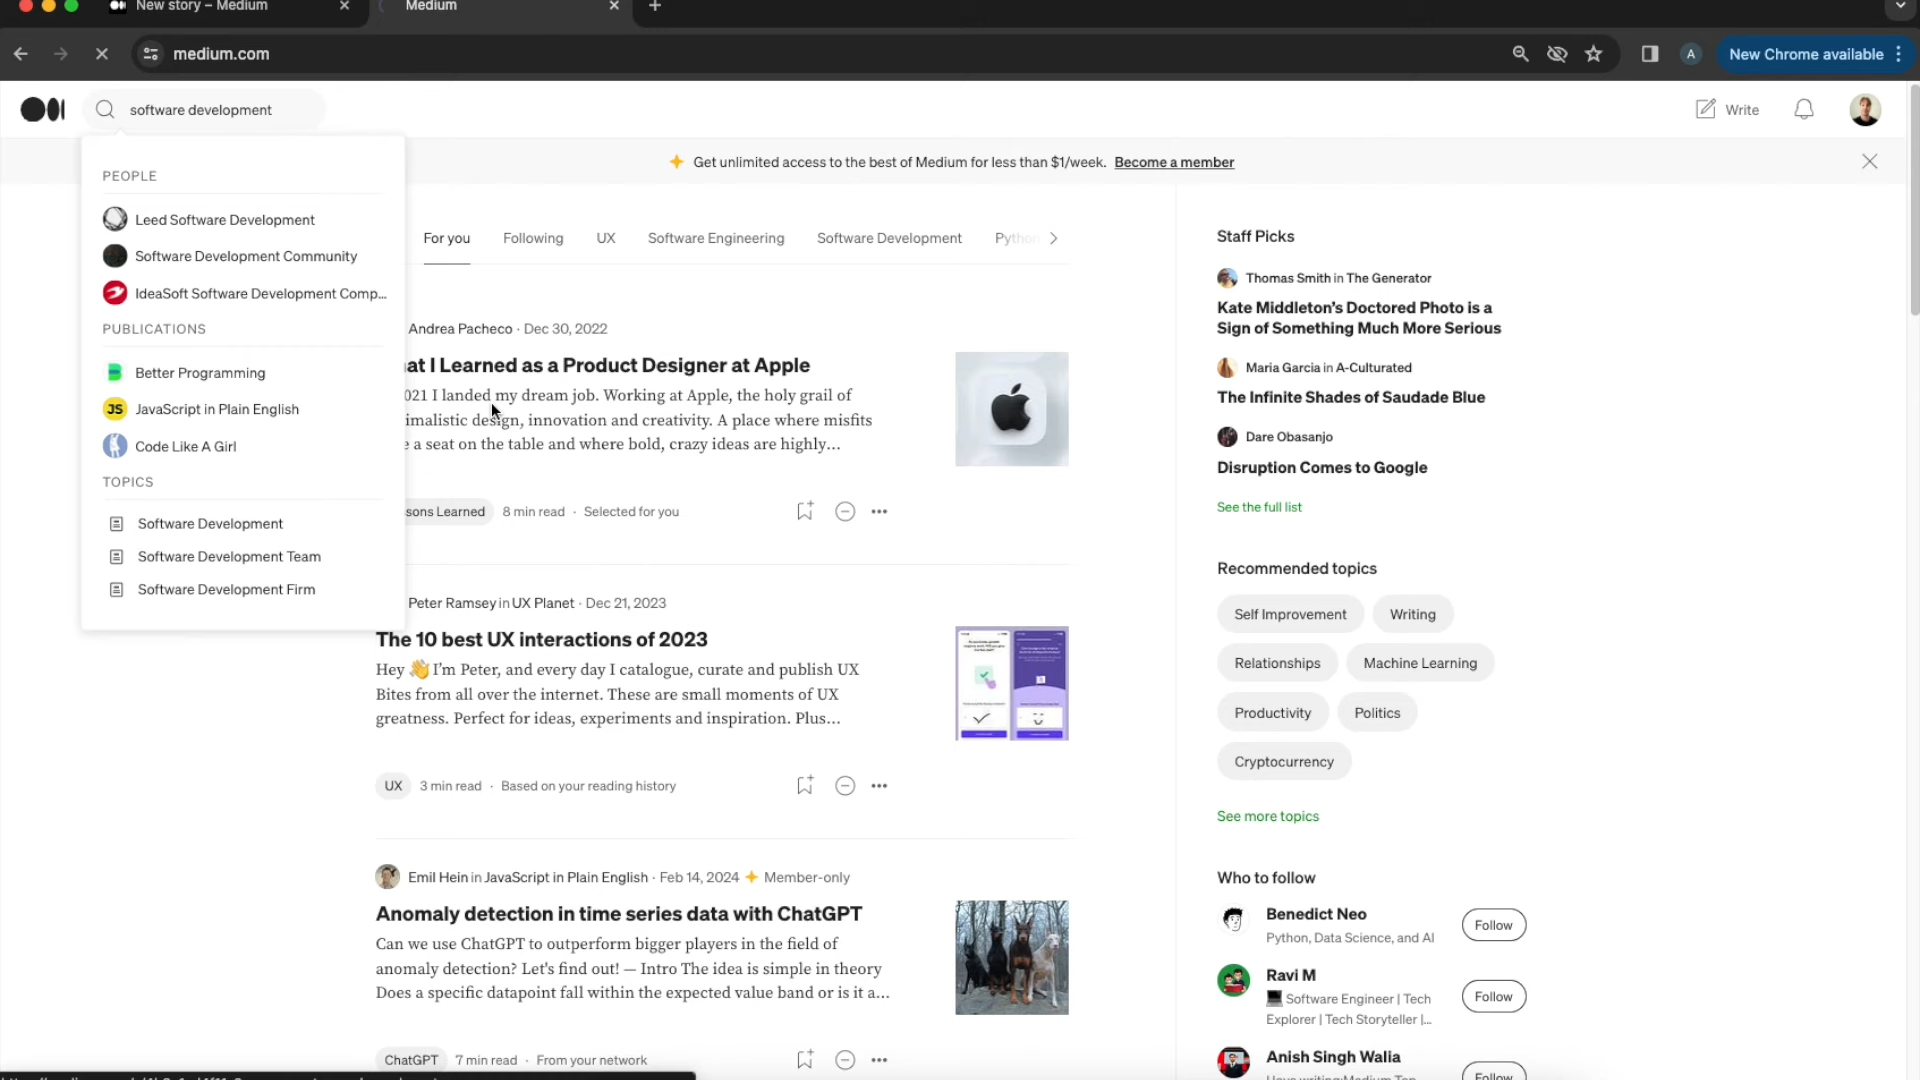 New story – Medium
Medium
medium.com
New Chrome available
A
software development
Write
Get unlimited access to the best of Medium for less than $1/week. Become a member
PEOPLE
Leed Software Development
Software Development Community
IdeaSoft Software Development Comp...
PUBLICATIONS
Better Programming
JS JavaScript in Plain English
Code Like A Girl
TOPICS
Software Development
Software Development Team
Software Development Firm
For you Following UX Software Engineering Software Development Python
Andrea Pacheco · Dec 30, 2022
at I Learned as a Product Designer at Apple
021 I landed my dream job. Working at Apple, the holy grail of
imalistic design, innovation and creativity. A place where misfits
e a seat on the table and where bold, crazy ideas are highly...
sons Learned 8 min read · Selected for you
Peter Ramsey in UX Planet · Dec 21, 2023
The 10 best UX interactions of 2023
Hey 👋 I’m Peter, and every day I catalogue, curate and publish UX
Bites from all over the internet. These are small moments of UX
greatness. Perfect for ideas, experiments and inspiration. Plus...
UX 3 min read · Based on your reading history
Emil Hein in JavaScript in Plain English · Feb 14, 2024 Member-only
Anomaly detection in time series data with ChatGPT
Can we use ChatGPT to outperform bigger players in the field of
anomaly detection? Let's find out! — Intro The idea is simple in theory
Does a specific datapoint fall within the expected value band or is it a...
ChatGPT 7 min read · From your network
Staff Picks
Thomas Smith in The Generator
Kate Middleton’s Doctored Photo is a
Sign of Something Much More Serious
Maria Garcia in A-Culturated
The Infinite Shades of Saudade Blue
Dare Obasanjo
Disruption Comes to Google
See the full list
Recommended topics
Self Improvement Writing
Relationships Machine Learning
Productivity Politics
Cryptocurrency
See more topics
Who to follow
Benedict Neo
Python, Data Science, and AI
Follow
Ravi M
💻 Software Engineer | Tech
Explorer | Tech Storyteller |...
Follow
Anish Singh Walia
Follow